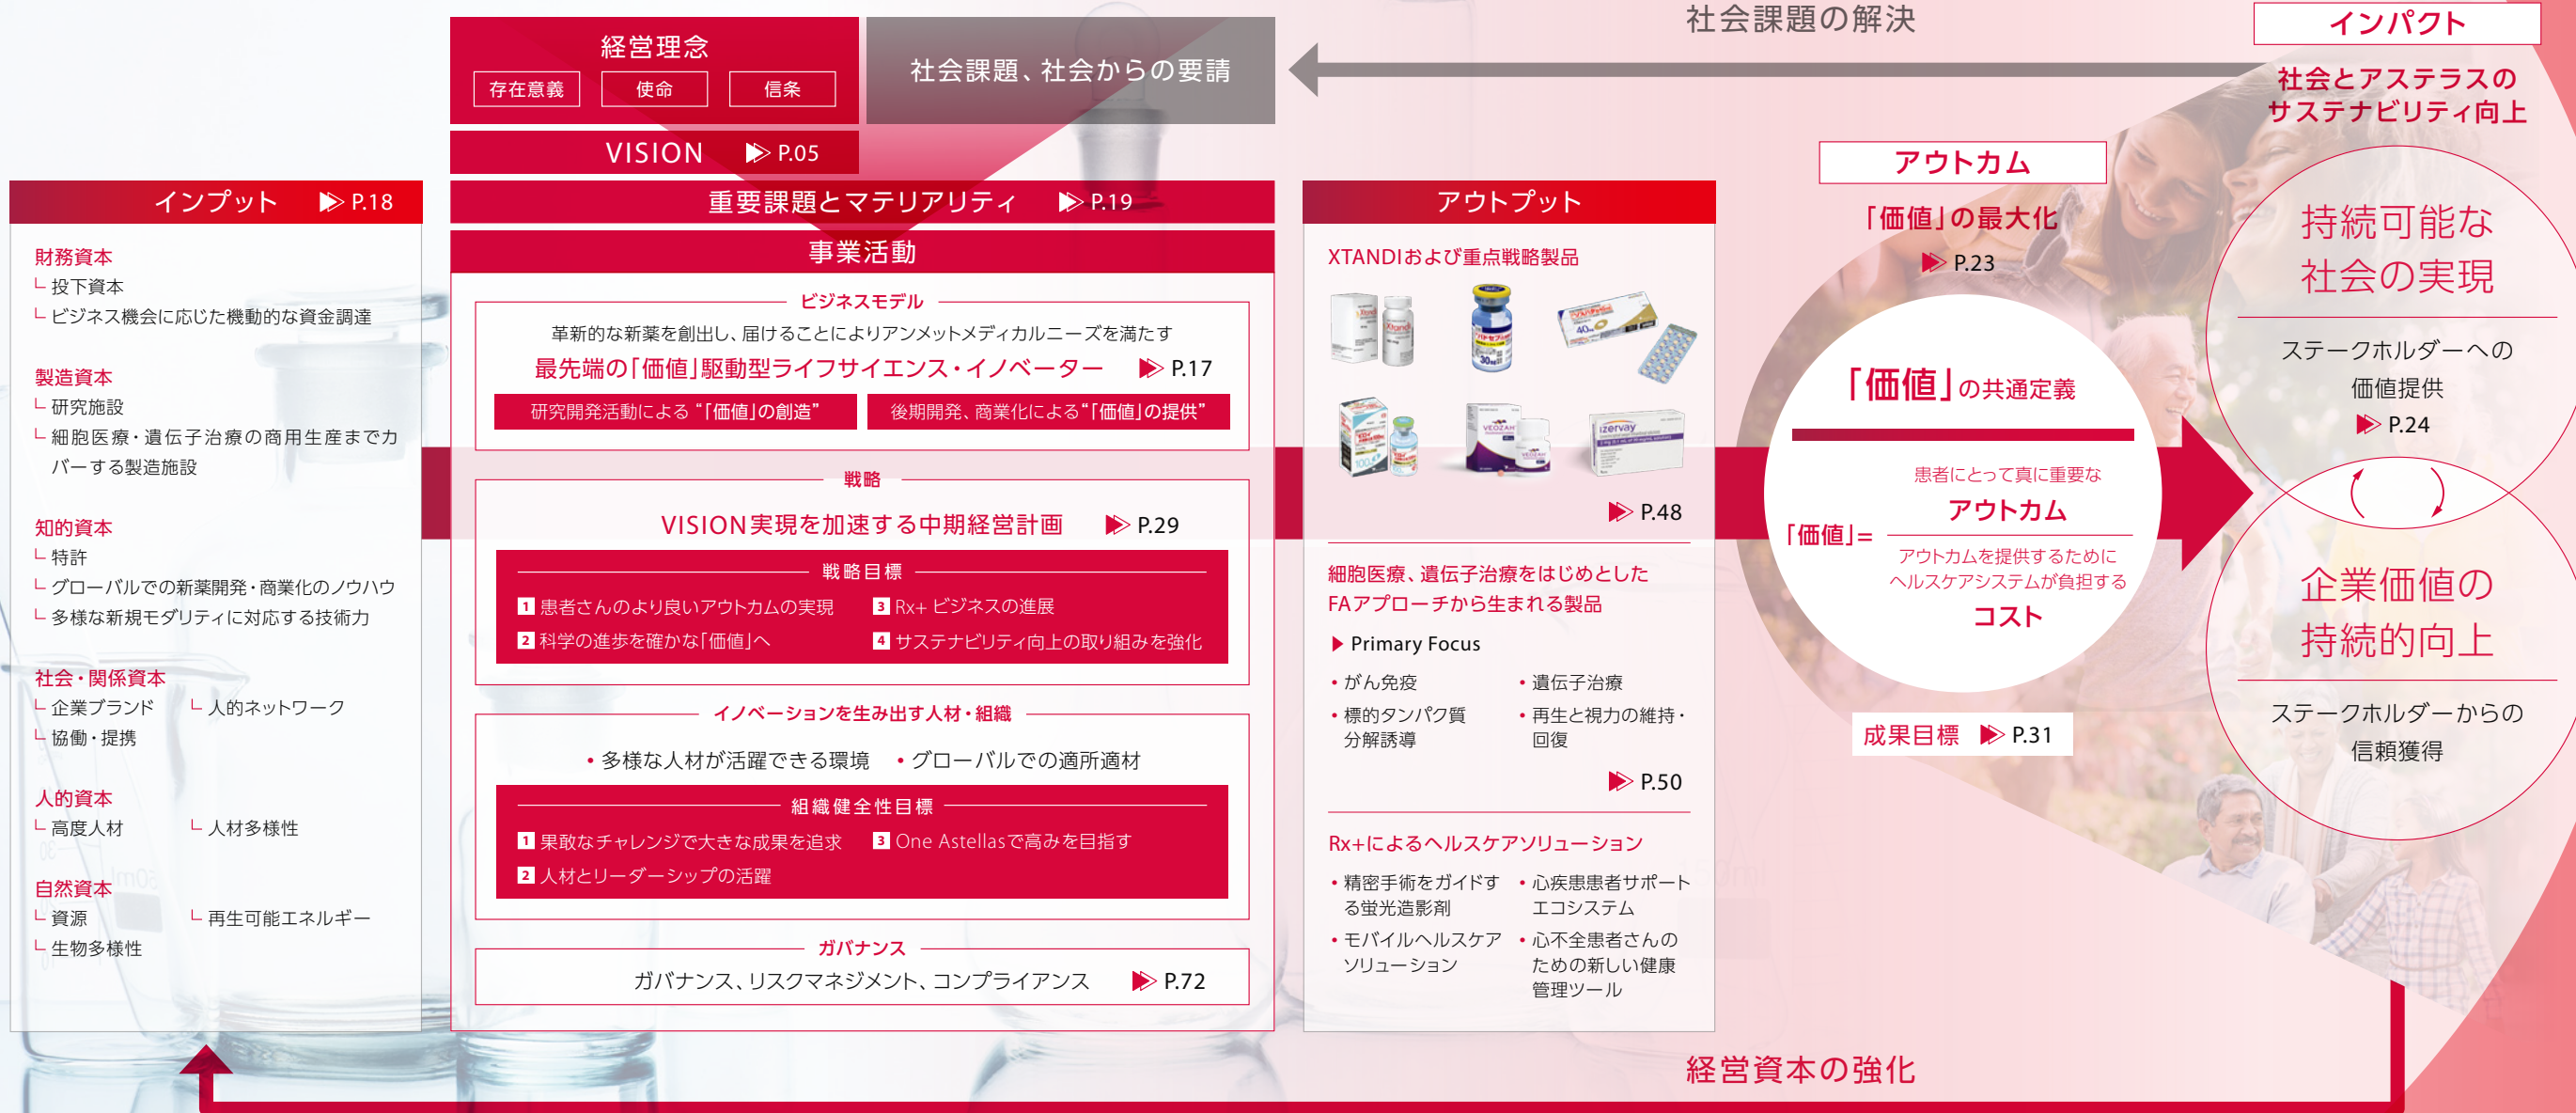 経営理念
存在意義
使命
信条
社会課題、社会からの要請
社会課題の解決
VISION P.05
重要課題とマテリアリティ P.19
インプット P.18
財務資本
投下資本
ビジネス機会に応じた機動的な資金調達
製造資本
研究施設
細胞医療・遺伝子治療の商用生産までカ
バーする製造施設
知的資本
特許
グローバルでの新薬開発・商業化のノウハウ
多様な新規モダリティに対応する技術力
社会・関係資本
企業ブランド 人的ネットワーク
協働・提携
人的資本
高度人材 人材多様性
自然資本
資源 再生可能エネルギー
生物多様性
事業活動
ビジネスモデル
革新的な新薬を創出し、届けることによりアンメットメディカルニーズを満たす
最先端の「価値」駆動型ライフサイエンス・イノベーター P.17
研究開発活動による “「価値」の創造”
後期開発、商業化による“「価値」の提供”
戦略
VISION実現を加速する中期経営計画 P.29
戦略目標
1 患者さんのより良いアウトカムの実現
2 科学の進歩を確かな「価値」へ
3 Rx+ ビジネスの進展
4 サステナビリティ向上の取り組みを強化
イノベーションを生み出す人材・組織
・多様な人材が活躍できる環境 ・グローバルでの適所適材
組織健全性目標
1 果敢なチャレンジで大きな成果を追求
2 人材とリーダーシップの活躍
3 One Astellasで高みを目指す
ガバナンス
ガバナンス、リスクマネジメント、コンプライアンス P.72
アウトプット
XTANDIおよび重点戦略製品
Xtandi
40mg
30mg
100mg
VEOZAH
VEOZAH
izervay
P.48
細胞医療、遺伝子治療をはじめとした
FAアプローチから生まれる製品
Primary Focus
・がん免疫
・標的タンパク質
分解誘導
・遺伝子治療
・再生と視力の維持・
回復
P.50
Rx+によるヘルスケアソリューション
・精密手術をガイドす
る蛍光造影剤
・モバイルヘルスケア
ソリューション
・心疾患患者サポート
エコシステム
・心不全患者さんの
ための新しい健康
管理ツール
アウトカム
「価値」の最大化
P.23
「価値」の共通定義
「価値」=
患者にとって真に重要な
アウトカム
アウトカムを提供するために
ヘルスケアシステムが負担する
コスト
成果目標 P.31
インパクト
社会とアステラスの
サステナビリティ向上
持続可能な
社会の実現
ステークホルダーへの
価値提供
P.24
企業価値の
持続的向上
ステークホルダーからの
信頼獲得
経営資本の強化